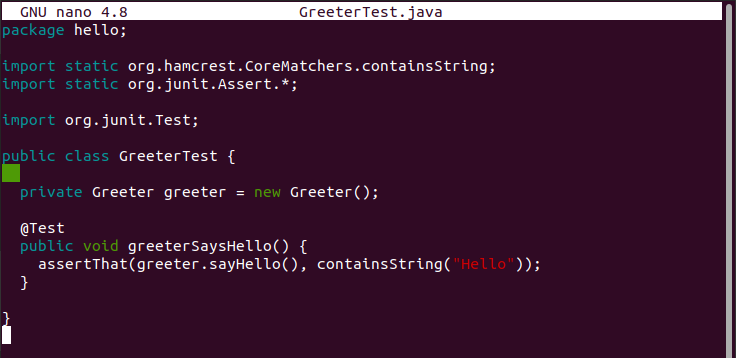 GNU nano 4.8 GreeterTest.java
package hello;
import static org.hamcrest.CoreMatchers.containsString;
import static org.junit.Assert.*;
import org.junit.Test;
public class GreeterTest {
private Greeter greeter = new Greeter();
@Test
public void greeterSaysHello() {
assertThat(greeter.sayHello(), containsString("Hello"));
}
}